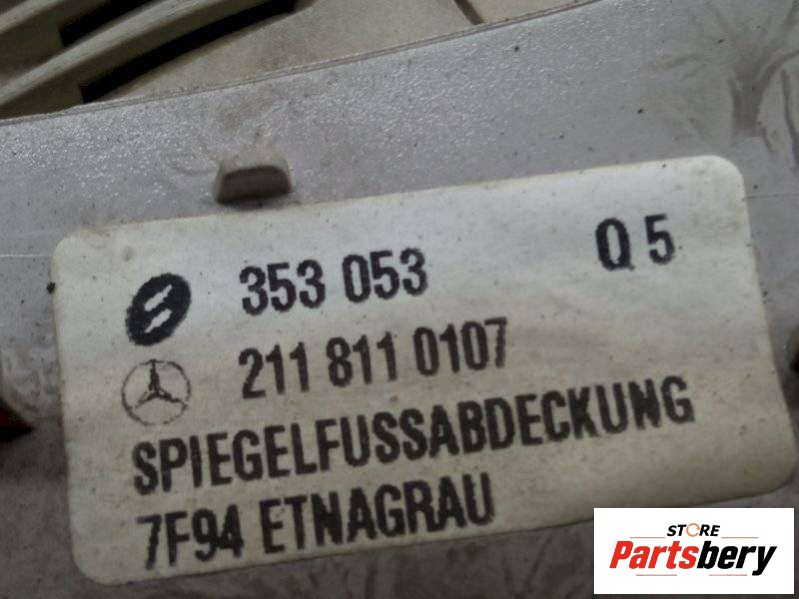 353 053 Q 5
211 811 0107
SPIEGELFUSSABDECKUNG
7F94 ETNAGRAU
STORE
Partsbery